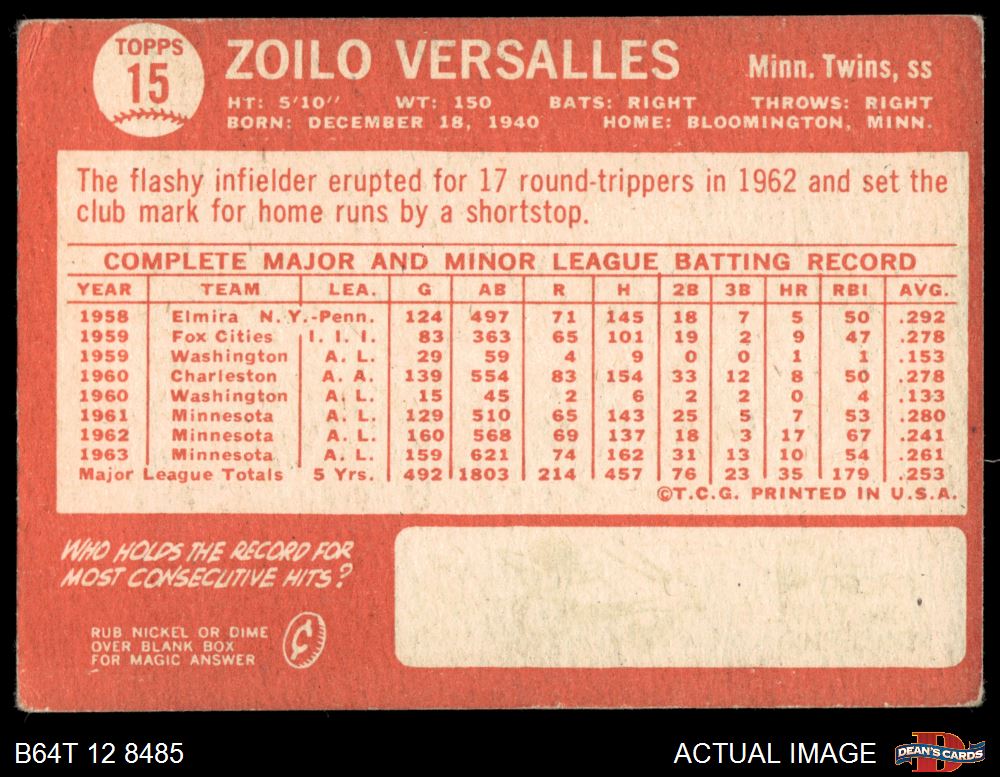 TOPPS
15
ZOILO VERSALLES
Minn. Twins, ss
HT: 5'10" WT: 150 BATS: RIGHT THROWS: RIGHT
BORN: DECEMBER 18, 1940 HOME: BLOOMINGTON, MINN.
The flashy infielder erupted for 17 round-trippers in 1962 and set the
club mark for home runs by a shortstop.
COMPLETE MAJOR AND MINOR LEAGUE BATTING RECORD
YEAR TEAM LEA. G AB R H 2B 3B HR RBI AVG.
1958 Elmira N.Y.-Penn. 124 497 71 145 18 7 5 50 .292
1959 Fox Cities I. I. I. 83 363 65 101 19 2 9 47 .278
1959 Washington A. L. 29 59 4 9 0 0 1 1 .153
1960 Charleston A. A. 139 554 83 154 33 12 8 50 .278
1960 Washington A. L. 15 45 2 6 2 2 0 4 .133
1961 Minnesota A. L. 129 510 65 143 25 5 7 53 .280
1962 Minnesota A. L. 160 568 69 137 18 3 17 67 .241
1963 Minnesota A. L. 159 621 74 162 31 13 10 54 .261
Major League Totals 5 Yrs. 492 1803 214 457 76 23 35 179 .253
©T.C.G. PRINTED IN U.S.A.
WHO HOLDS THE RECORD FOR
MOST CONSECUTIVE HITS?
RUB NICKEL OR DIME
OVER BLANK BOX
FOR MAGIC ANSWER
¢
B64T 12 8485
ACTUAL IMAGE
D
DEAN'S CARDS